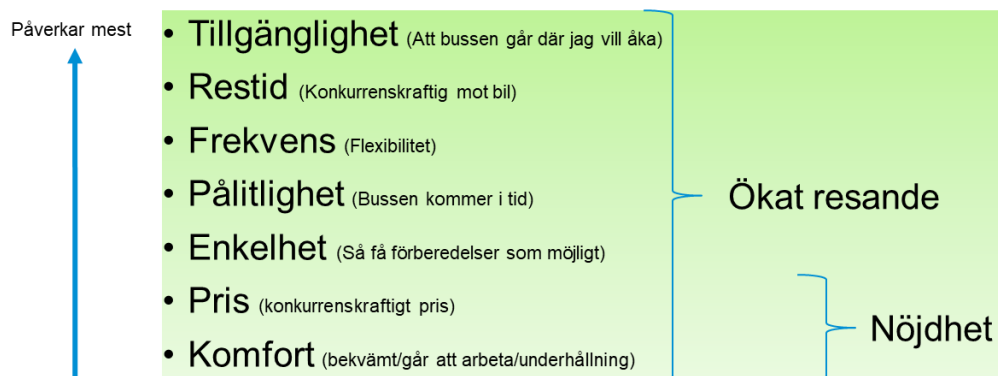 Påverkar mest
• Tillgänglighet (Att bussen går där jag vill åka)
• Restid (Konkurrenskraftig mot bil)
• Frekvens (Flexibilitet)
• Pålitlighet (Bussen kommer i tid)
• Enkelhet (Så få förberedelser som möjligt)
• Pris (konkurrenskraftigt pris)
• Komfort (bekvämt/går att arbeta/underhållning)
Ökat resande
Nöjdhet